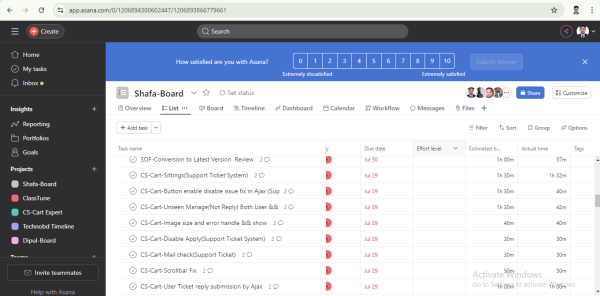 app.asana.com/0/1206894300602447/1206893866779661
Create
Search
Home
My tasks
Inbox
Insights
Reporting
Portfolios
Goals
Projects
Shafa-Board
ClassTune
CS-Cart Expert
Technobd Timeline
Dipul-Board
Invite teammates
Help with Asana
How satisfied are you with Asana?
0 1 2 3 4 5 6 7 8 9 10
Extremely dissatisfied Extremely satisfied
Submit Answer
Shafa-Board
Set status
Share
Customize
Overview List Board Timeline Dashboard Calendar Workflow Messages Files
Add task
Filter Sort Group Options
Task name y Due date Effort level Estimated ti... Actual time Tags
SOF-Conversion to Latest Version Review 2 Jul 30 1h 00m 57m
CS-Cart-Sittings(Support Ticket System) 2 Jul 29 1h 30m 1h 32m
CS-Cart-Button enable disable issue fix in Ajax (Sup 2 Jul 29 1h 30m 40m
CS-Cart-Unseen Manage(Not Reply) Both User && 2 Jul 29 1h 30m 42m
CS-Cart-Image size and error handle && show 2 Jul 29 40m 40m
CS-Cart-Disable Apply(Support Ticket System) 2 Jul 29 30m 30m
CS-Cart-Mail check(Support Ticket) 2 Jul 29 30m 30m
CS-Cart-Scrollbar Fix 2 Jul 29 50m 50m
CS-Cart-User Ticket reply submission by Ajax 2 Jul 29 1h 00m 1h 00m
Activate Windows
Go to Settings to activate Windows.